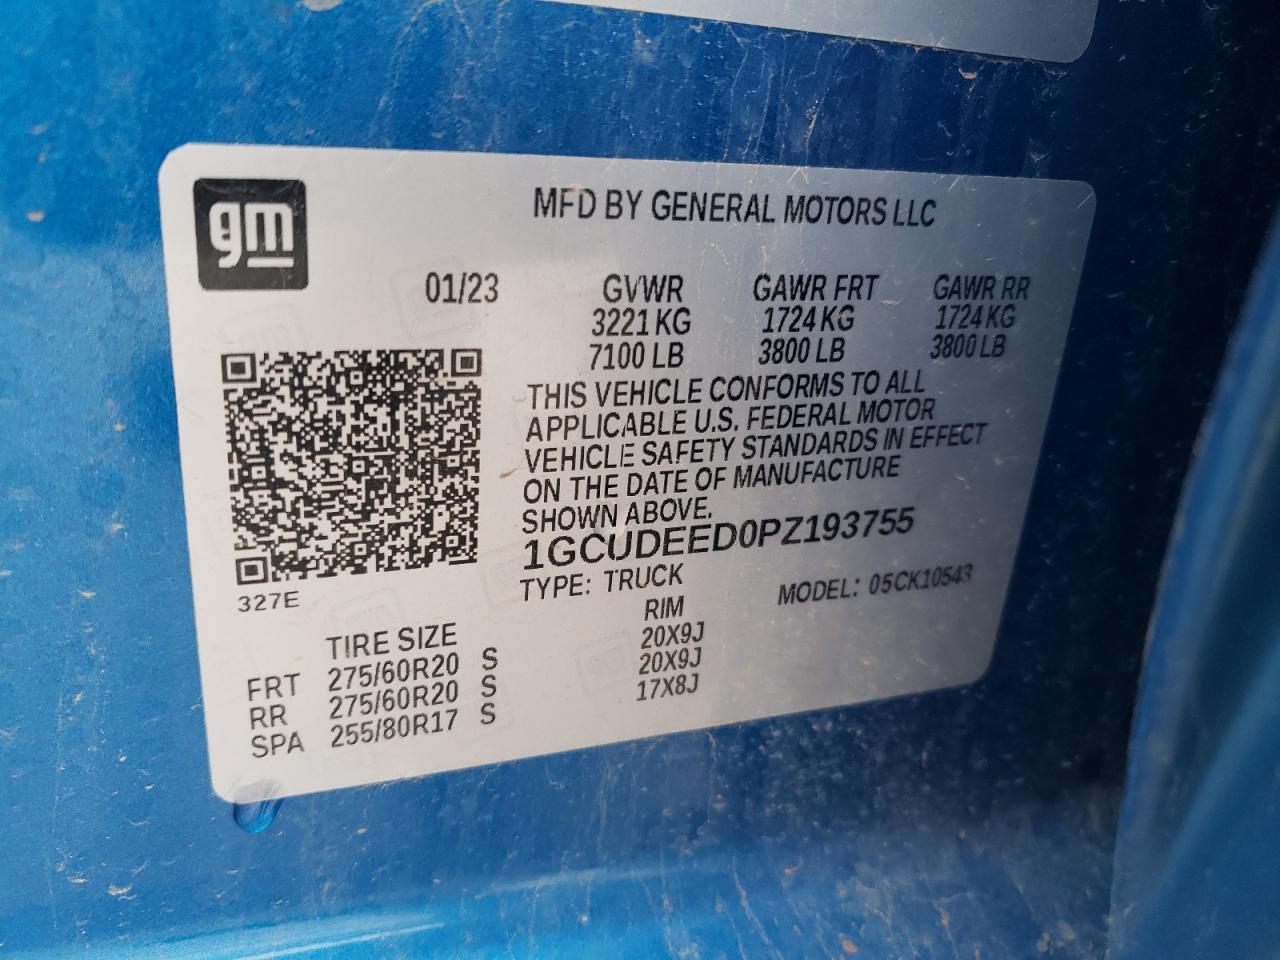 gm
MFD BY GENERAL MOTORS LLC
01/23 GVWR GAWR FRT GAWR RR
3221 KG 1724 KG 1724 KG
7100 LB 3800 LB 3800 LB
THIS VEHICLE CONFORMS TO ALL
APPLICABLE U.S. FEDERAL MOTOR
VEHICLE SAFETY STANDARDS IN EFFECT
ON THE DATE OF MANUFACTURE
SHOWN ABOVE.
1GCUDEED0PZ193755
TYPE: TRUCK MODEL: 05CK10543
327E
TIRE SIZE RIM
FRT 275/60R20 S 20X9J
RR 275/60R20 S 20X9J
SPA 255/80R17 S 17X8J